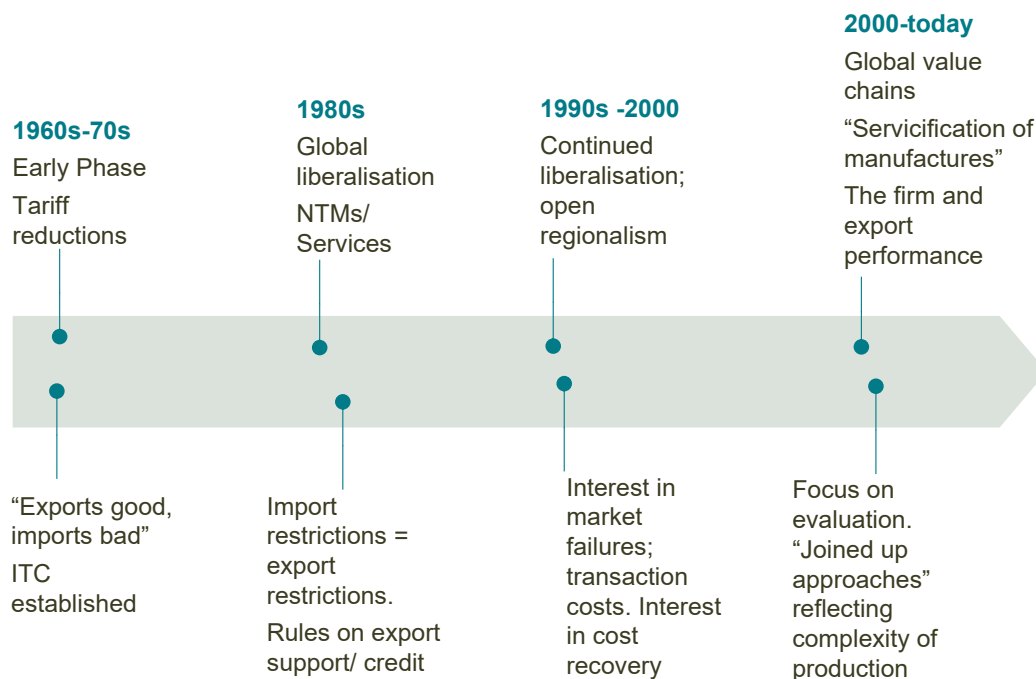 1960s-70s
Early Phase
Tariff
reductions
1980s
Global
liberalisation
NTMs/
Services
1990s -2000
Continued
liberalisation;
open
regionalism
2000-today
Global value
chains
“Servicification of
manufactures”
The firm and
export
performance
“Exports good,
imports bad”
ITC
established
Import
restrictions =
export
restrictions.
Rules on export
support/ credit
Interest in
market
failures;
transaction
costs. Interest
in cost
recovery
Focus on
evaluation.
“Joined up
approaches”
reflecting
complexity of
production